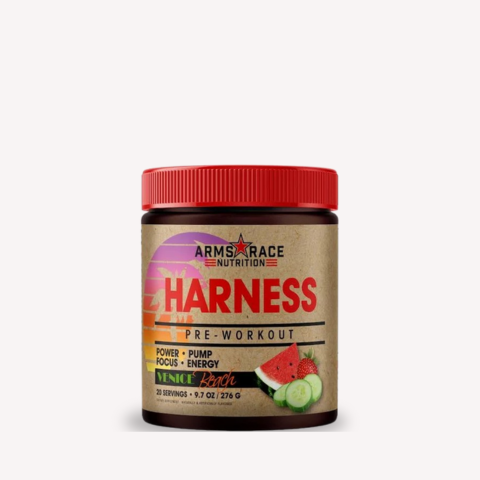 ARMS RACE
NUTRITION
HARNESS
PRE-WORKOUT
POWER • PUMP
FOCUS • ENERGY
VENICE Beach
20 SERVINGS • 9.7 OZ / 276 G